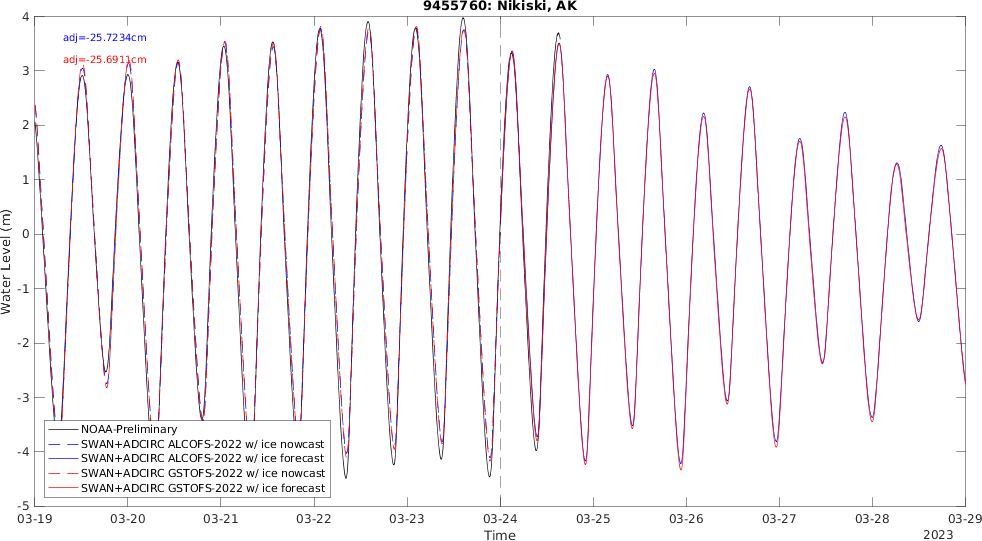 9455760: Nikiski, AK
adj=-25.7234cm
adj=-25.6911cm
Water Level (m)
4
3
2
1
0
-1
-2
-3
-4
-5
NOAA-Preliminary
SWAN+ADCIRC ALCOFS-2022 w/ ice nowcast
SWAN+ADCIRC ALCOFS-2022 w/ ice forecast
SWAN+ADCIRC GSTOFS-2022 w/ ice nowcast
SWAN+ADCIRC GSTOFS-2022 w/ ice forecast
03-19 03-20 03-21 03-22 03-23 03-24 03-25 03-26 03-27 03-28 03-29
Time
2023